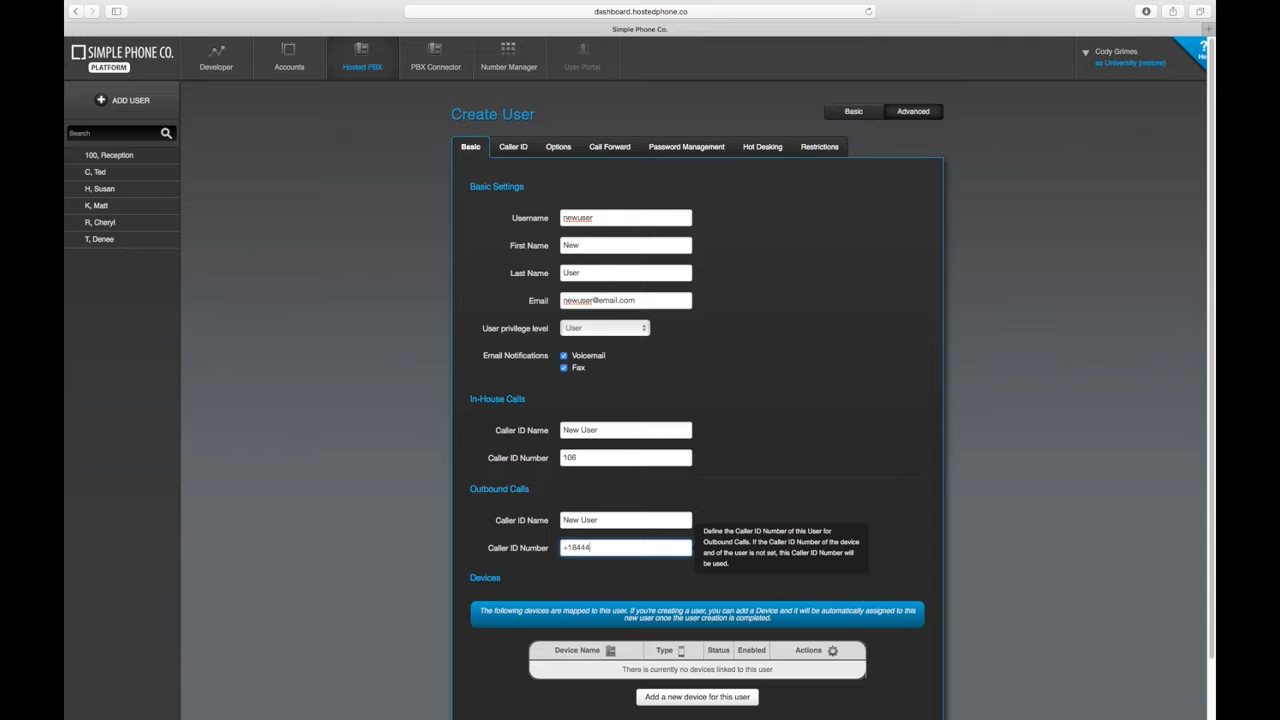 dashboard.hostedphone.co
Simple Phone Co.
SIMPLE PHONE CO.
PLATFORM
Developer
Accounts
Hosted PBX
PBX Connector
Number Manager
User Portal
Cody Grimes
as University (restore)
?
ADD USER
Search
100, Reception
C, Ted
H, Susan
K, Matt
R, Cheryl
T, Denee
Create User
Basic Advanced
Basic Caller ID Options Call Forward Password Management Hot Desking Restrictions
Basic Settings
Username newuser
First Name New
Last Name User
Email newuser@email.com
User privilege level User
Email Notifications Voicemail
Fax
In-House Calls
Caller ID Name New User
Caller ID Number 106
Outbound Calls
Caller ID Name New User
Caller ID Number +18444
Define the Caller ID Number of this User for
Outbound Calls. If the Caller ID Number of the device
and of the user is not set, this Caller ID Number will
be used.
Devices
The following devices are mapped to this user. If you're creating a user, you can add a Device and it will be automatically assigned to this
new user once the user creation is completed.
Device Name Type Status Enabled Actions
There is currently no devices linked to this user
Add a new device for this user